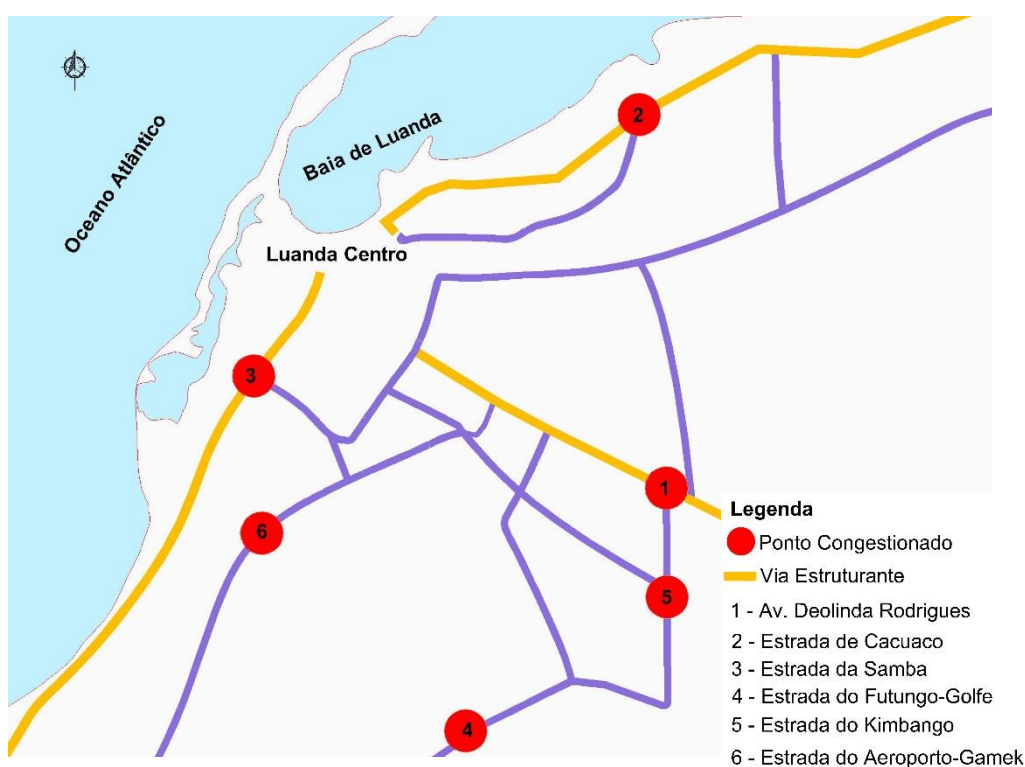 2
Baia de Luanda
Oceano Atlântico
Luanda Centro
3
1
6
5
4
Legenda
Ponto Congestionado
Via Estruturante
1 - Av. Deolinda Rodrigues
2 - Estrada de Cacuaco
3 - Estrada da Samba
4 - Estrada do Futungo-Golfe
5 - Estrada do Kimbango
6 - Estrada do Aeroporto-Gamek